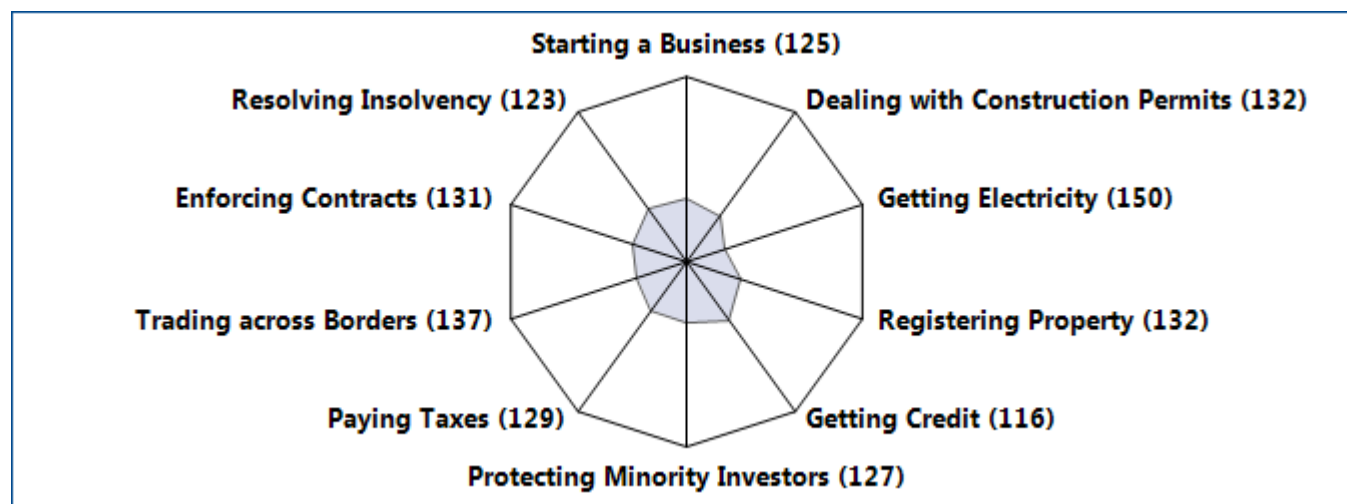 Starting a Business (125)
Resolving Insolvency (123)
Dealing with Construction Permits (132)
Enforcing Contracts (131)
Getting Electricity (150)
Trading across Borders (137)
Registering Property (132)
Paying Taxes (129)
Getting Credit (116)
Protecting Minority Investors (127)